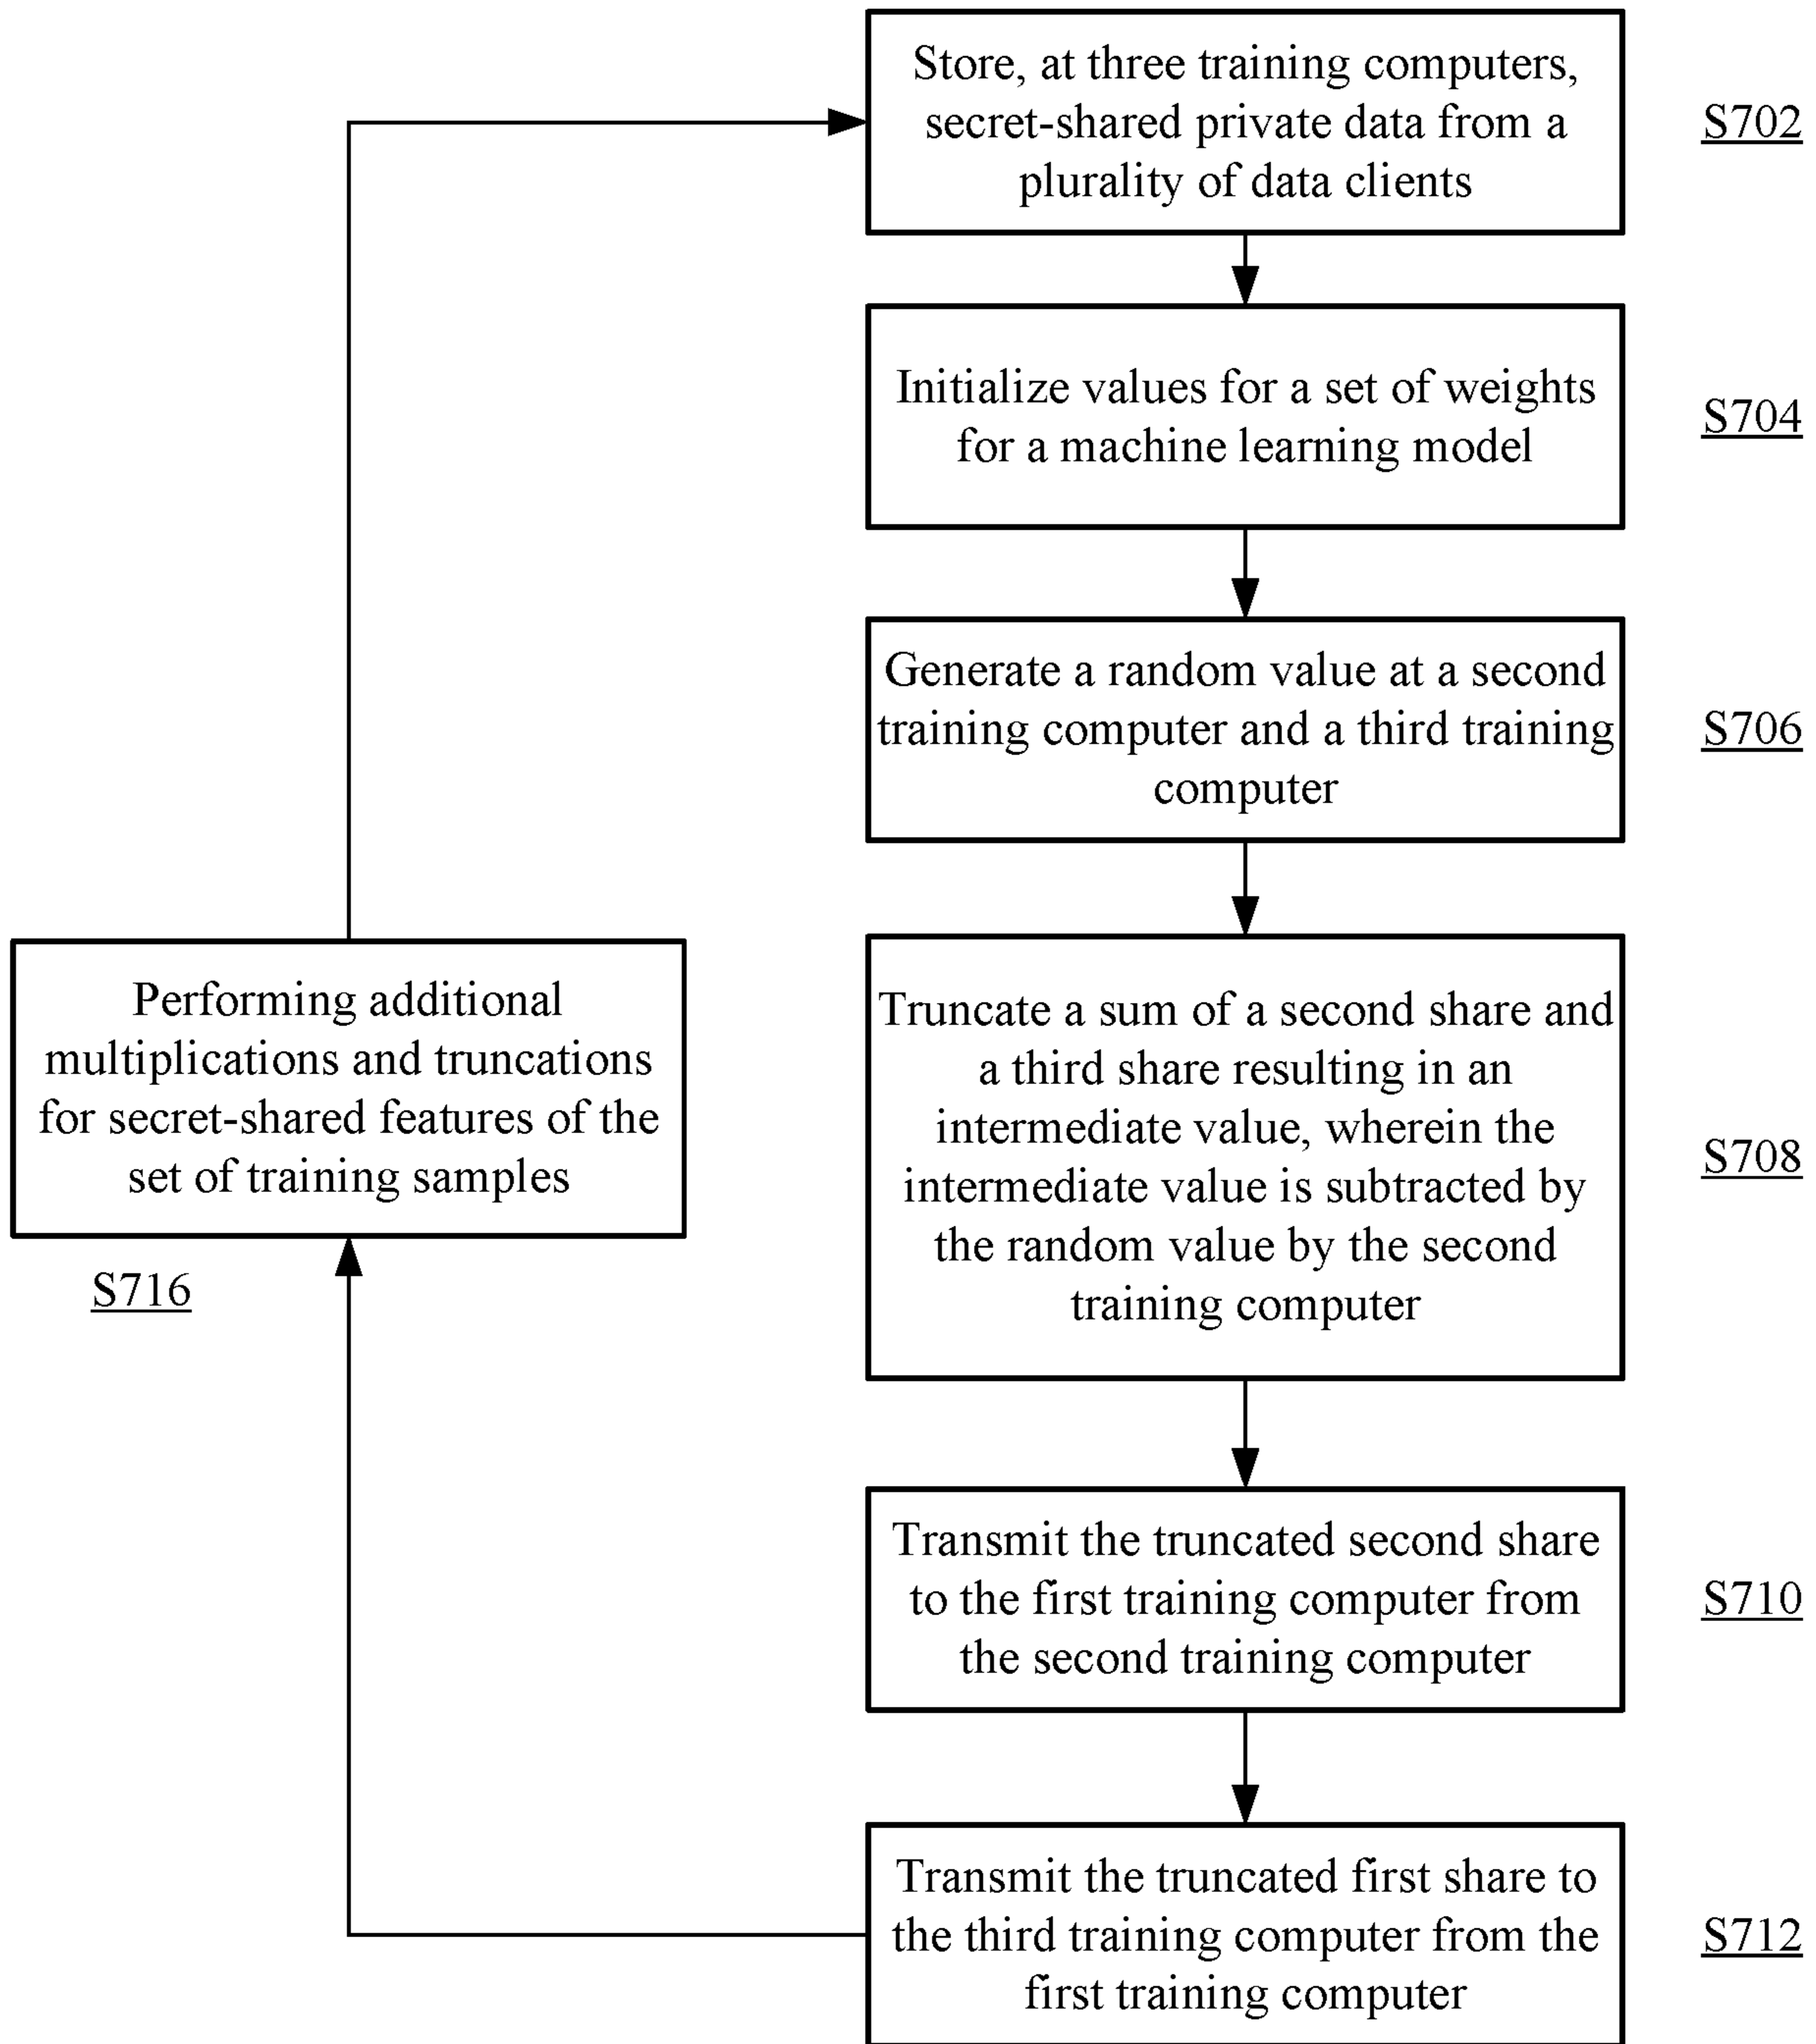 Store, at three training computers,
secret-shared private data from a
plurality of data clients
S702
Initialize values for a set of weights
for a machine learning model
S704
Generate a random value at a second
training computer and a third training
computer
S706
Truncate a sum of a second share and
a third share resulting in an
intermediate value, wherein the
intermediate value is subtracted by
the random value by the second
training computer
S708
Transmit the truncated second share
to the first training computer from
the second training computer
S710
Transmit the truncated first share to
the third training computer from the
first training computer
S712
Performing additional
multiplications and truncations
for secret-shared features of the
set of training samples
S716